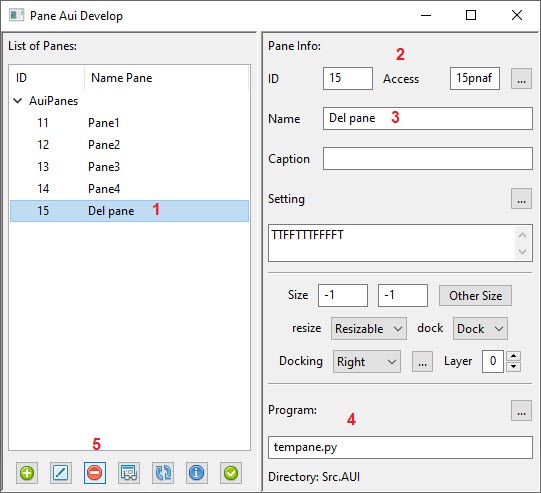 Pane Aui Develop
List of Panes:
ID Name Pane
AuiPanes
11 Pane1
12 Pane2
13 Pane3
14 Pane4
15 Del pane 1
5
Pane Info:
2
ID 15 Access 15pnaf ...
Name Del pane 3
Caption
Setting ...
TTFFTTTFFFFT
Size -1 -1 Other Size
resize Resizable dock Dock
Docking Right ... Layer 0
Program: 4 ...
tempane.py
Directory: Src.AUI